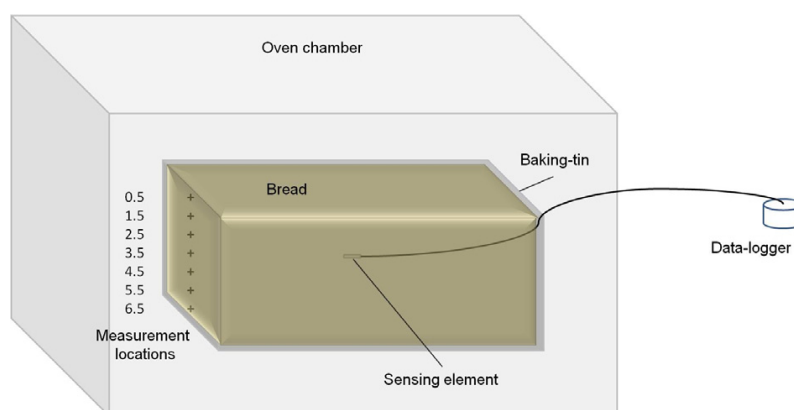 Oven chamber
Baking-tin
Bread
0.5
1.5
2.5
3.5
4.5
5.5
6.5
Data-logger
Measurement
locations
Sensing element